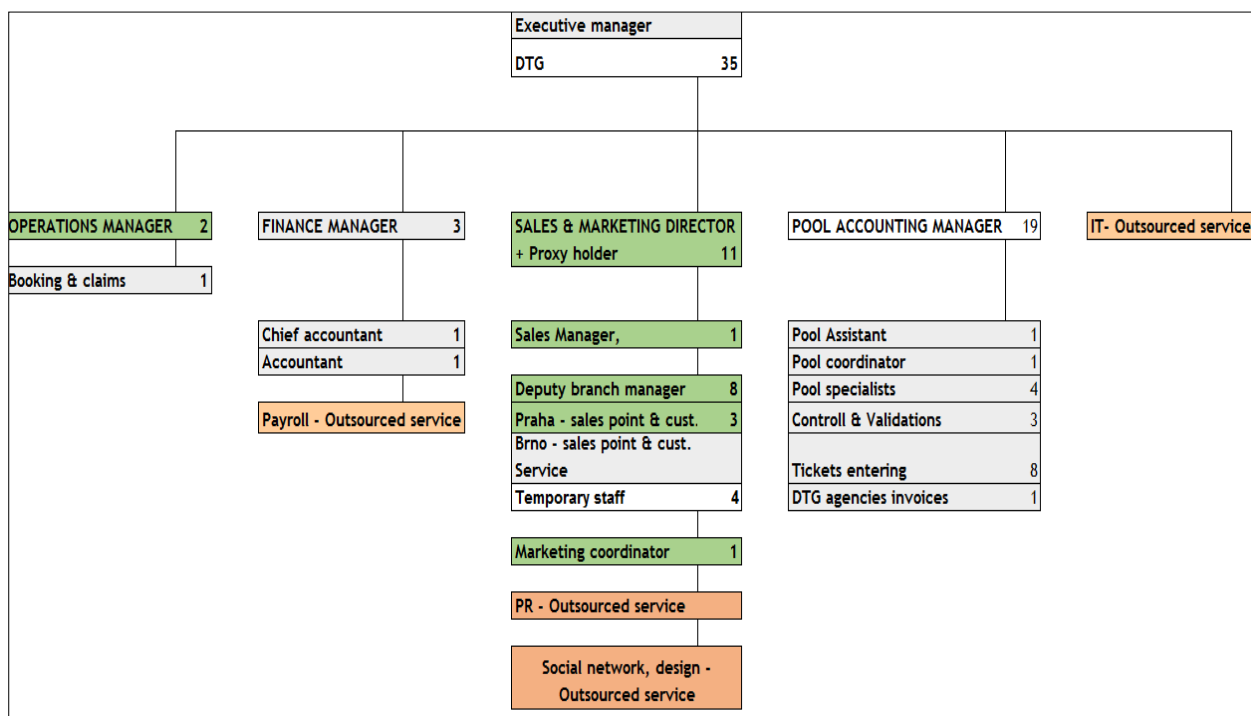 Executive manager
DTG 35
OPERATIONS MANAGER 2
Booking & claims 1
FINANCE MANAGER 3
Chief accountant 1
Accountant 1
Payroll - Outsourced service
SALES & MARKETING DIRECTOR
+ Proxy holder 11
Sales Manager, 1
Deputy branch manager 8
Praha - sales point & cust. 3
Brno - sales point & cust.
Service
Temporary staff 4
Marketing coordinator 1
PR - Outsourced service
Social network, design -
Outsourced service
POOL ACCOUNTING MANAGER 19
Pool Assistant 1
Pool coordinator 1
Pool specialists 4
Controll & Validations 3
Tickets entering 8
DTG agencies invoices 1
IT- Outsourced service